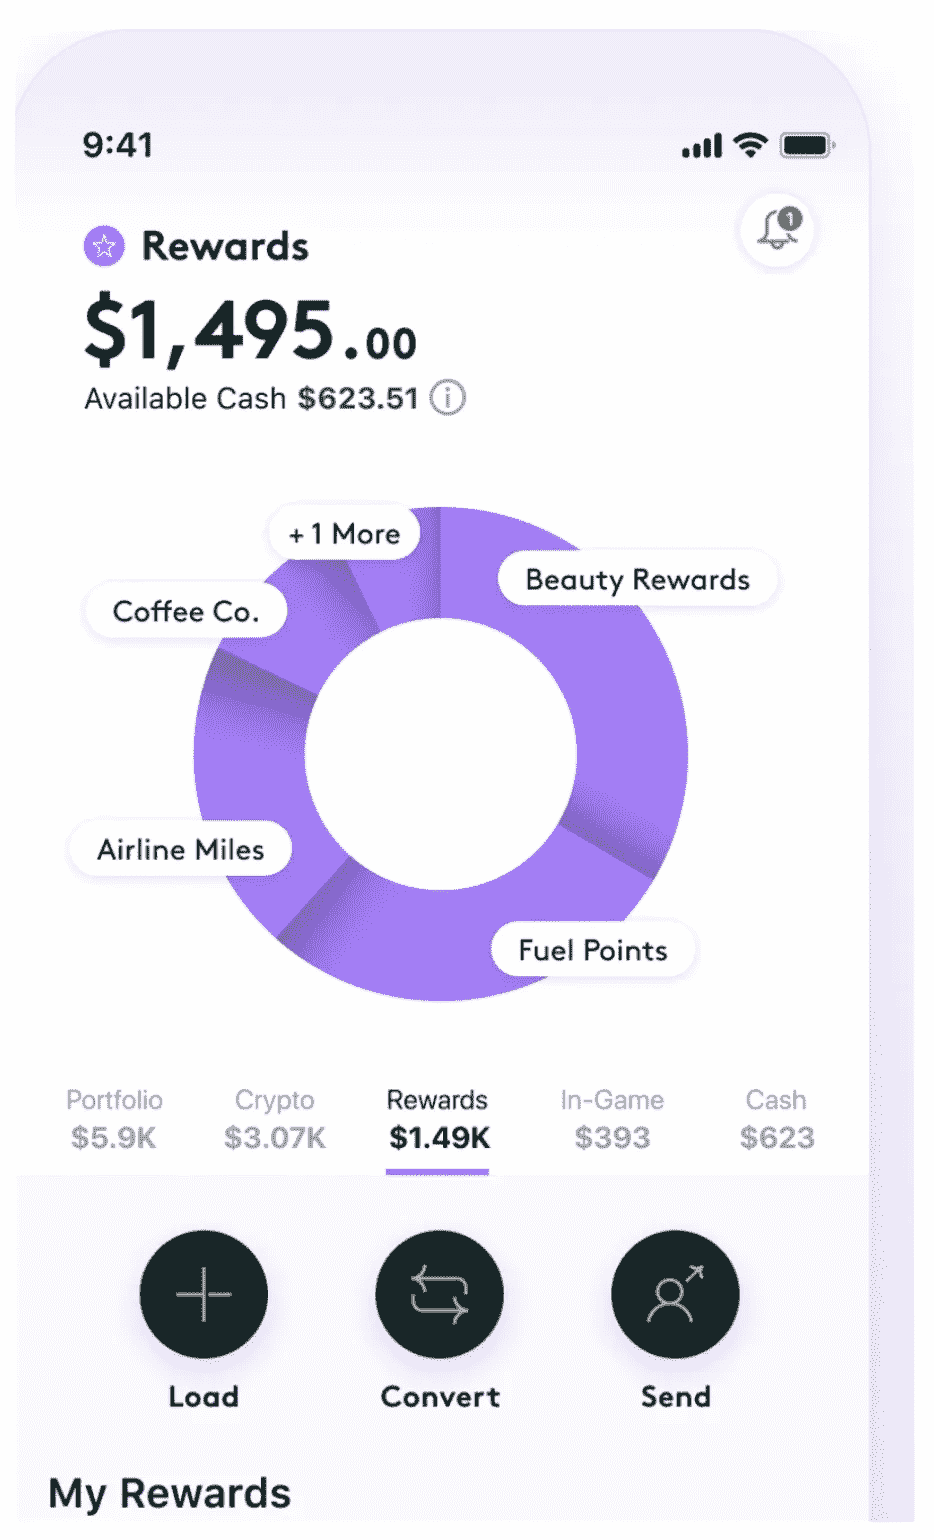 9:41
1
Rewards
$1,495.00
Available Cash $623.51 i
+ 1 More
Beauty Rewards
Coffee Co.
Airline Miles
Fuel Points
Portfolio Crypto Rewards In-Game Cash
$5.9K $3.07K $1.49K $393 $623
Load Convert Send
My Rewards